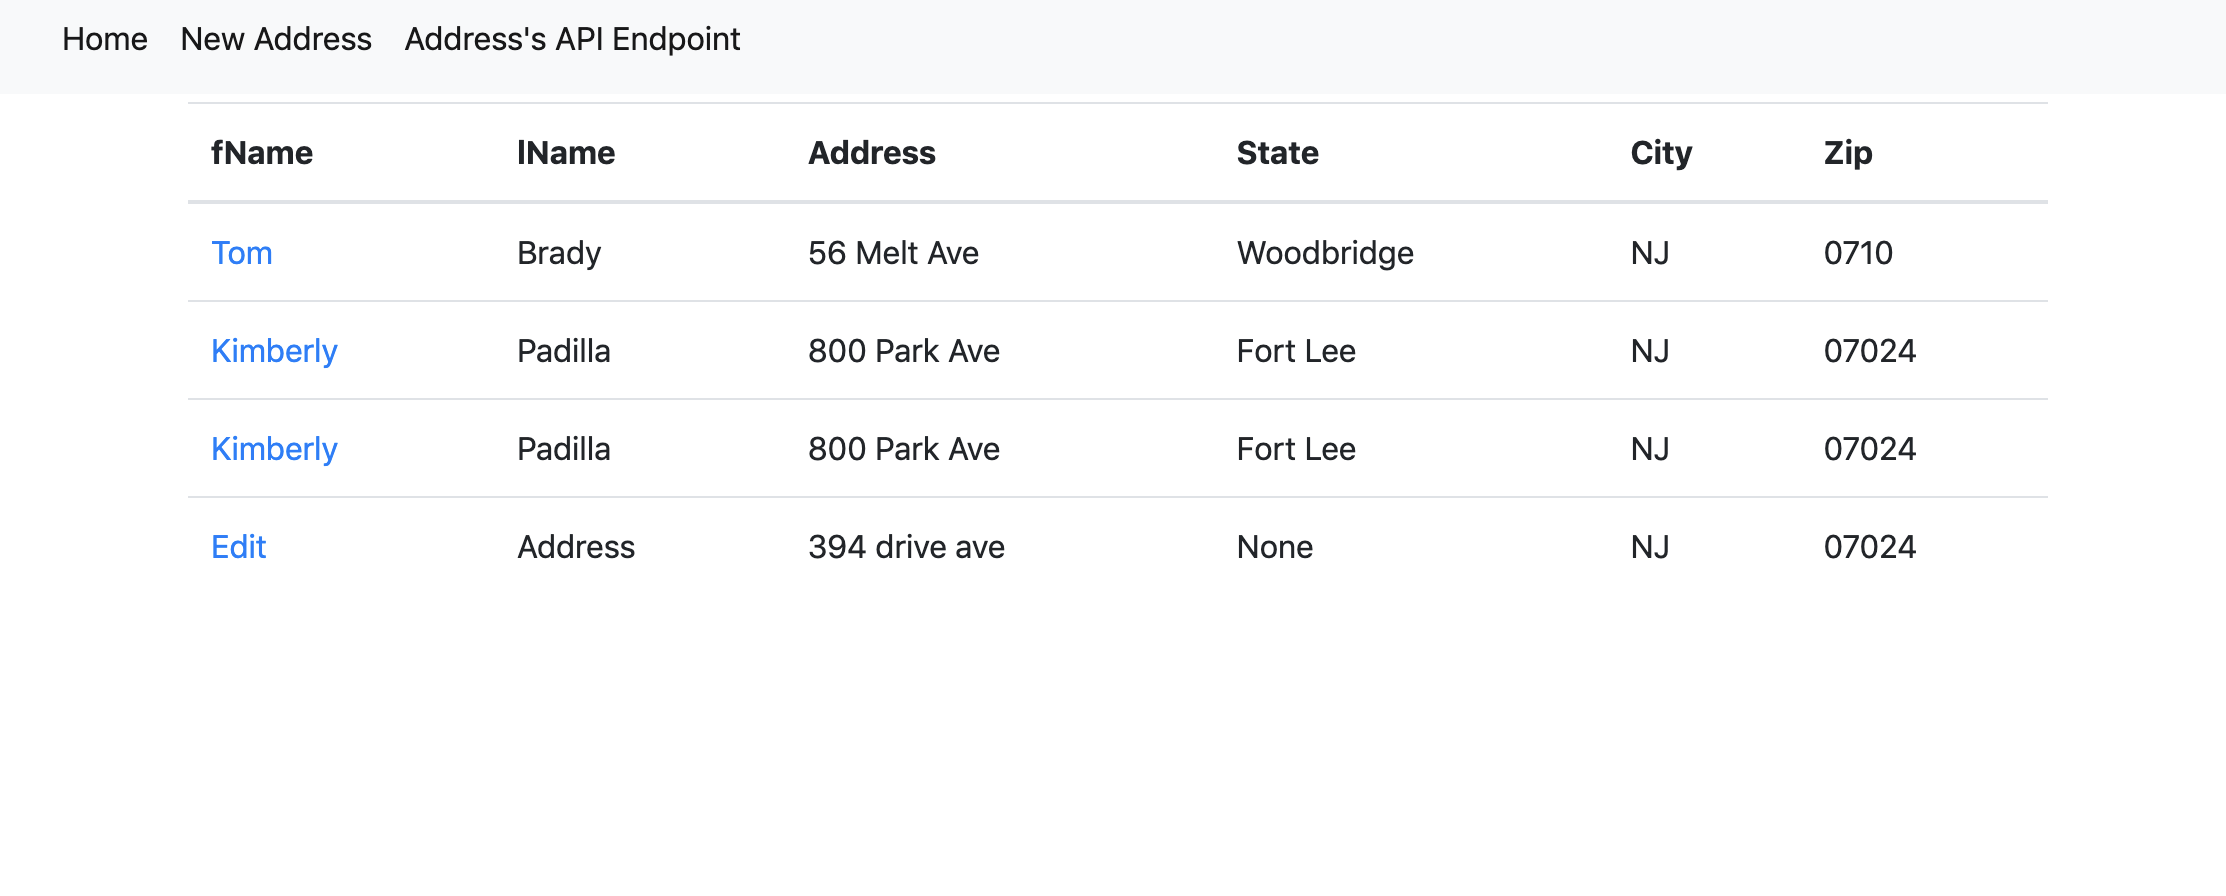 Home New Address Address's API Endpoint
fName lName Address State City Zip
Tom Brady 56 Melt Ave Woodbridge NJ 0710
Kimberly Padilla 800 Park Ave Fort Lee NJ 07024
Kimberly Padilla 800 Park Ave Fort Lee NJ 07024
Edit Address 394 drive ave None NJ 07024